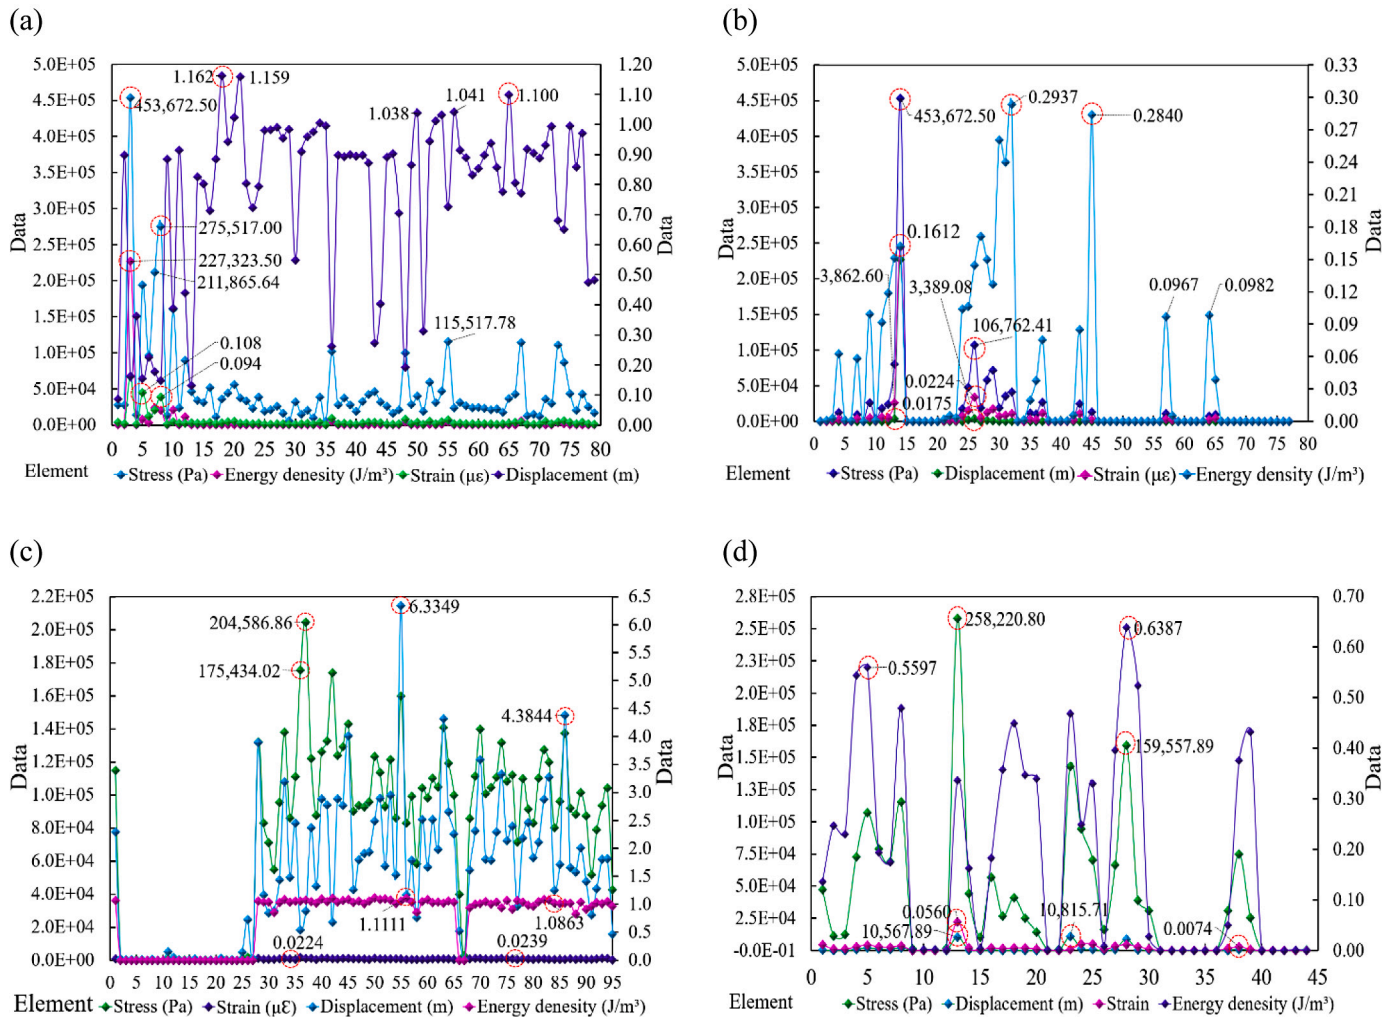 (a)
5.0E+05
4.5E+05
4.0E+05
3.5E+05
3.0E+05
2.5E+05
2.0E+05
1.5E+05
1.0E+05
5.0E+04
0.0E+00
Data
1.20
1.10
1.00
0.90
0.80
0.70
0.60
0.50
0.40
0.30
0.20
0.10
0.00
Data
1.162
1.159
453,672.50
1.038
1.041
1.100
275,517.00
227,323.50
211,865.64
115,517.78
0.108
0.094
0 5 10 15 20 25 30 35 40 45 50 55 60 65 70 75 80
Element
Stress (Pa) Energy denesity (J/m³) Strain (με) Displacement (m)
(b)
5.0E+05
4.5E+05
4.0E+05
3.5E+05
3.0E+05
2.5E+05
2.0E+05
1.5E+05
1.0E+05
5.0E+04
0.0E+00
Data
0.33
0.30
0.27
0.24
0.21
0.18
0.15
0.12
0.09
0.06
0.03
0.00
Data
453,672.50
0.2937
0.2840
0.1612
3,862.60
3,389.08
0.0967
0.0982
106,762.41
0.0224
0.0175
0 5 10 15 20 25 30 35 40 45 50 55 60 65 70 75 80
Element
Stress (Pa) Displacement (m) Strain (με) Energy density (J/m³)
(c)
2.2E+05
2.0E+05
1.8E+05
1.6E+05
1.4E+05
1.2E+05
1.0E+05
8.0E+04
6.0E+04
4.0E+04
2.0E+04
0.0E+00
Data
6.5
6.0
5.5
5.0
4.5
4.0
3.5
3.0
2.5
2.0
1.5
1.0
0.5
0.0
Data
204,586.86
6.3349
175,434.02
4.3844
1.1111
1.0863
0.0224
0.0239
0 5 10 15 20 25 30 35 40 45 50 55 60 65 70 75 80 85 90 95
Element
Stress (Pa) Strain (μƐ) Displacement (m) Energy denesity (J/m³)
(d)
2.8E+05
2.5E+05
2.3E+05
2.0E+05
1.8E+05
1.5E+05
1.3E+05
1.0E+05
7.5E+04
5.0E+04
2.5E+04
-0.0E-01
Data
0.70
0.60
0.50
0.40
0.30
0.20
0.10
0.00
Data
258,220.80
0.6387
0.5597
159,557.89
0.0560
10,815.71
10,567.89
0.0074
0 5 10 15 20 25 30 35 40 45
Element
Stress (Pa) Displacement (m) Strain Energy denesity (J/m³)